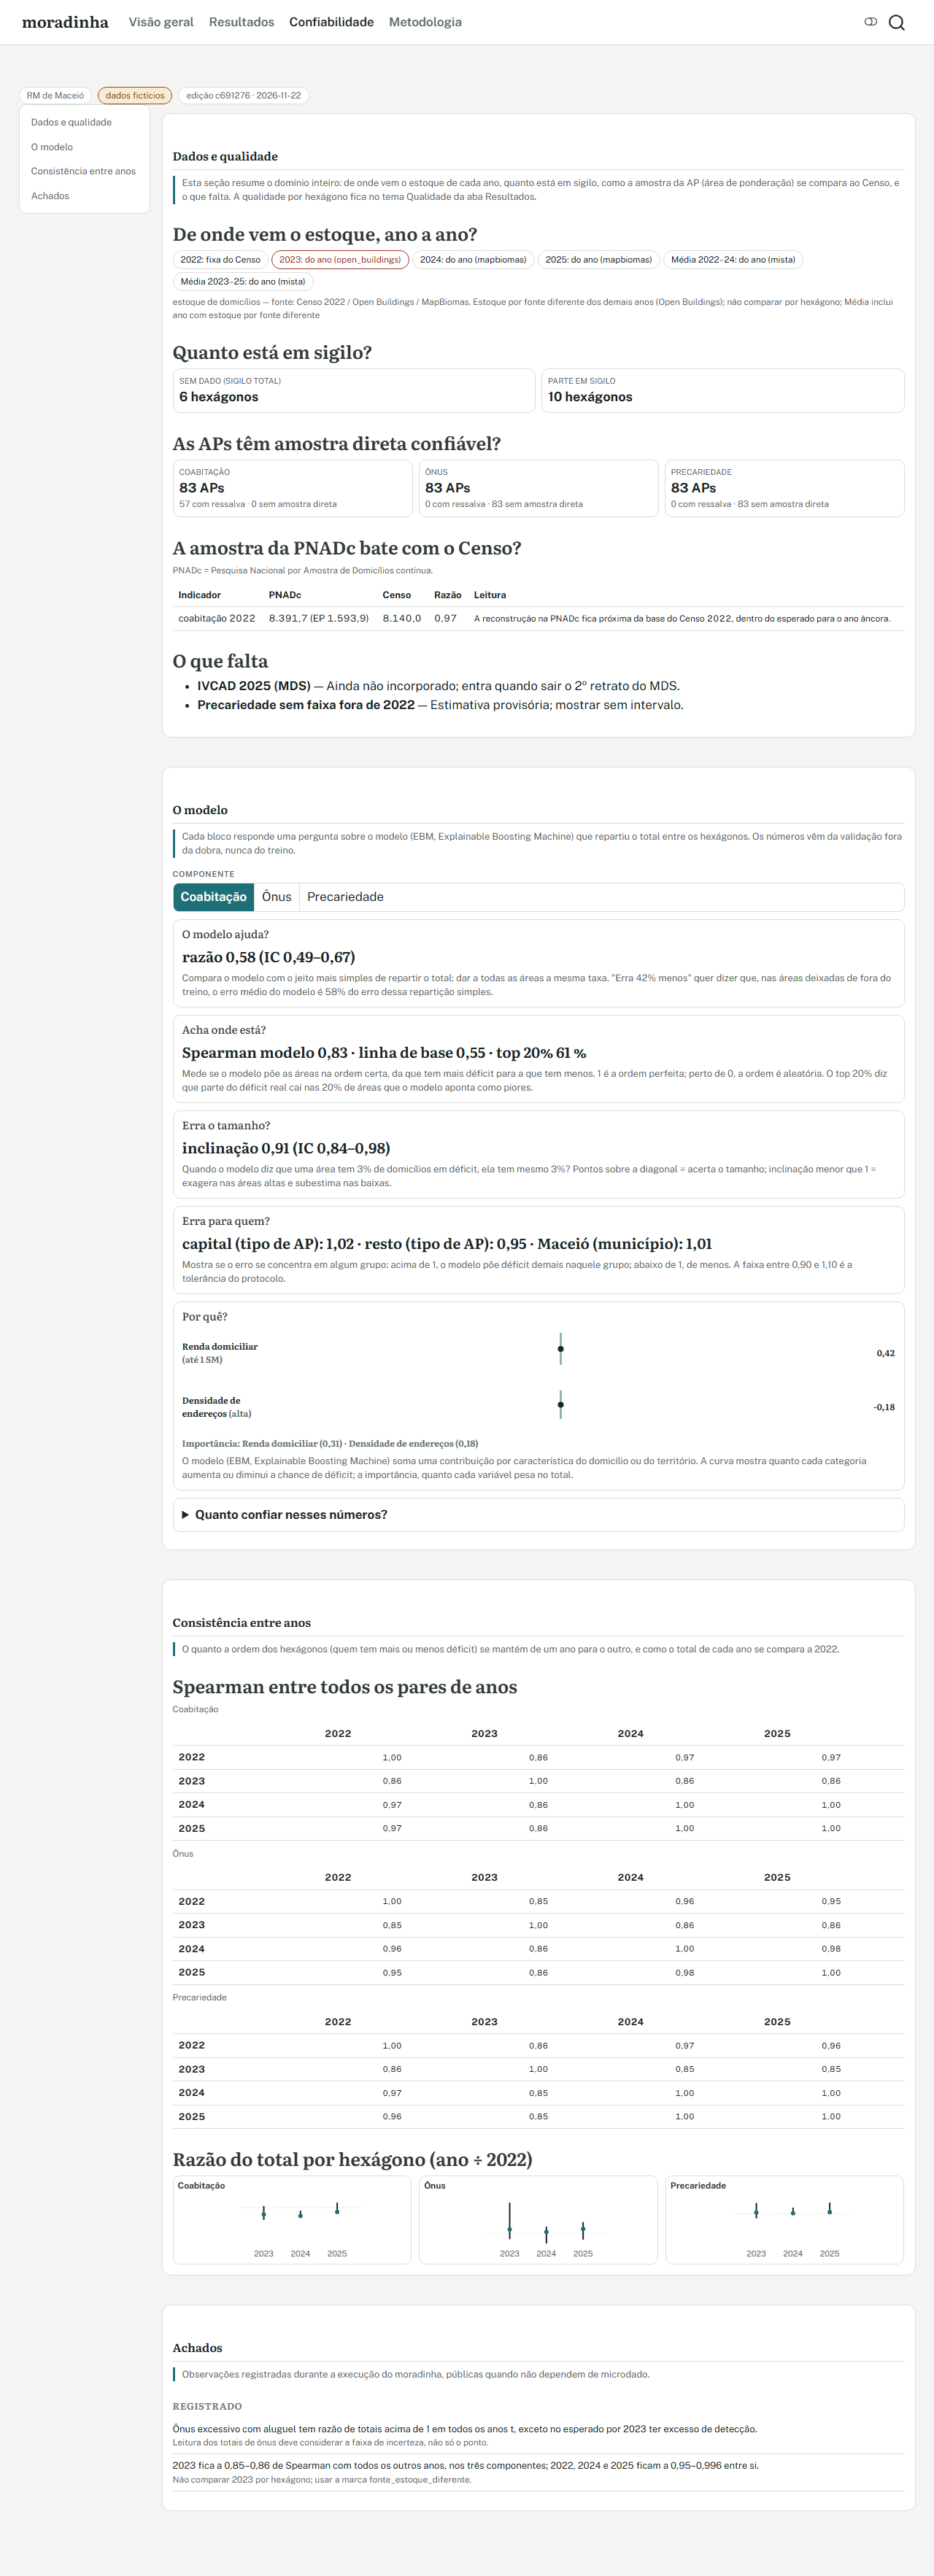 moradinha Visão geral Resultados Confiabilidade Metodologia
RM de Maceió dados fictícios edição c691276 · 2026-11-22
Dados e qualidade
O modelo
Consistência entre anos
Achados
Dados e qualidade
Esta seção resume o domínio inteiro: de onde vem o estoque de cada ano, quanto está em sigilo, como a amostra da AP (área de ponderação) se compara ao Censo, e
o que falta. A qualidade por hexágono fica no tema Qualidade da aba Resultados.
De onde vem o estoque, ano a ano?
2022: fixa do Censo 2023: do ano (open_buildings) 2024: do ano (mapbiomas) 2025: do ano (mapbiomas) Média 2022–24: do ano (mista)
Média 2023–25: do ano (mista)
estoque de domicílios — fonte: Censo 2022 / Open Buildings / MapBiomas. Estoque por fonte diferente dos demais anos (Open Buildings); não comparar por hexágono; Média inclui
ano com estoque por fonte diferente
Quanto está em sigilo?
SEM DADO (SIGILO TOTAL) PARTE EM SIGILO
6 hexágonos 10 hexágonos
As APs têm amostra direta confiável?
COABITAÇÃO ÔNUS PRECARIEDADE
83 APs 83 APs 83 APs
57 com ressalva · 0 sem amostra direta 0 com ressalva · 83 sem amostra direta 0 com ressalva · 83 sem amostra direta
A amostra da PNADc bate com o Censo?
PNADc = Pesquisa Nacional por Amostra de Domicílios contínua.
Indicador PNADc Censo Razão Leitura
coabitação 2022 8.391,7 (EP 1.593,9) 8.140,0 0,97 A reconstrução na PNADc fica próxima da base do Censo 2022, dentro do esperado para o ano âncora.
O que falta
• IVCAD 2025 (MDS) — Ainda não incorporado; entra quando sair o 2º retrato do MDS.
• Precariedade sem faixa fora de 2022 — Estimativa provisória; mostrar sem intervalo.
O modelo
Cada bloco responde uma pergunta sobre o modelo (EBM, Explainable Boosting Machine) que repartiu o total entre os hexágonos. Os números vêm da validação fora
da dobra, nunca do treino.
COMPONENTE
Coabitação Ônus Precariedade
O modelo ajuda?
razão 0,58 (IC 0,49–0,67)
Compara o modelo com o jeito mais simples de repartir o total: dar a todas as áreas a mesma taxa. "Erra 42% menos" quer dizer que, nas áreas deixadas de fora do
treino, o erro médio do modelo é 58% do erro dessa repartição simples.
Acha onde está?
Spearman modelo 0,83 · linha de base 0,55 · top 20% 61 %
Mede se o modelo põe as áreas na ordem certa, da que tem mais déficit para a que tem menos. 1 é a ordem perfeita; perto de 0, a ordem é aleatória. O top 20% diz
que parte do déficit real cai nas 20% de áreas que o modelo aponta como piores.
Erra o tamanho?
inclinação 0,91 (IC 0,84–0,98)
Quando o modelo diz que uma área tem 3% de domicílios em déficit, ela tem mesmo 3%? Pontos sobre a diagonal = acerta o tamanho; inclinação menor que 1 =
exagera nas áreas altas e subestima nas baixas.
Erra para quem?
capital (tipo de AP): 1,02 · resto (tipo de AP): 0,95 · Maceió (município): 1,01
Mostra se o erro se concentra em algum grupo: acima de 1, o modelo põe déficit demais naquele grupo; abaixo de 1, de menos. A faixa entre 0,90 e 1,10 é a
tolerância do protocolo.
Por quê?
Renda domiciliar
(até 1 SM) 0,42
Densidade de
endereços (alta) -0,18
Importância: Renda domiciliar (0,31) · Densidade de endereços (0,18)
O modelo (EBM, Explainable Boosting Machine) soma uma contribuição por característica do domicílio ou do território. A curva mostra quanto cada categoria
aumenta ou diminui a chance de déficit; a importância, quanto cada variável pesa no total.
▶ Quanto confiar nesses números?
Consistência entre anos
O quanto a ordem dos hexágonos (quem tem mais ou menos déficit) se mantém de um ano para o outro, e como o total de cada ano se compara a 2022.
Spearman entre todos os pares de anos
Coabitação
2022 2023 2024 2025
2022 1,00 0,86 0,97 0,97
2023 0,86 1,00 0,86 0,86
2024 0,97 0,86 1,00 1,00
2025 0,97 0,86 1,00 1,00
Ônus
2022 2023 2024 2025
2022 1,00 0,85 0,96 0,95
2023 0,85 1,00 0,86 0,86
2024 0,96 0,86 1,00 0,98
2025 0,95 0,86 0,98 1,00
Precariedade
2022 2023 2024 2025
2022 1,00 0,86 0,97 0,96
2023 0,86 1,00 0,85 0,85
2024 0,97 0,85 1,00 1,00
2025 0,96 0,85 1,00 1,00
Razão do total por hexágono (ano ÷ 2022)
Coabitação Ônus Precariedade
2023 2024 2025 2023 2024 2025 2023 2024 2025
Achados
Observações registradas durante a execução do moradinha, públicas quando não dependem de microdado.
REGISTRADO
Ônus excessivo com aluguel tem razão de totais acima de 1 em todos os anos t, exceto no esperado por 2023 ter excesso de detecção.
Leitura dos totais de ônus deve considerar a faixa de incerteza, não só o ponto.
2023 fica a 0,85–0,86 de Spearman com todos os outros anos, nos três componentes; 2022, 2024 e 2025 ficam a 0,95–0,996 entre si.
Não comparar 2023 por hexágono; usar a marca fonte_estoque_diferente.